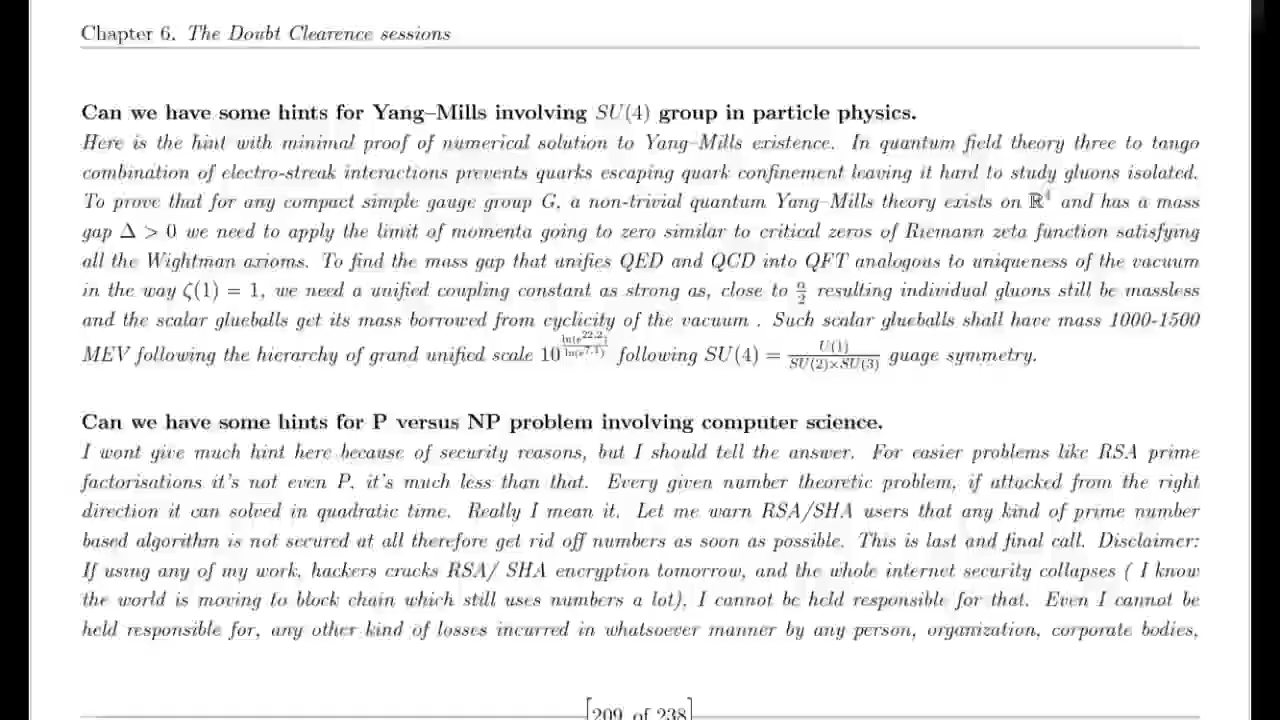 Chapter 6. The Doubt Clearence sessions
Can we have some hints for Yang–Mills involving SU(4) group in particle physics.
Here is the hint with minimal proof of numerical solution to Yang–Mills existence. In quantum field theory three to tango
combination of electro-streak interactions prevents quarks escaping quark confinement leaving it hard to study gluons isolated.
To prove that for any compact simple gauge group G, a non-trivial quantum Yang–Mills theory exists on ℝ⁴ and has a mass
gap Δ > 0 we need to apply the limit of momenta going to zero similar to critical zeros of Riemann zeta function satisfying
all the Wightman axioms. To find the mass gap that unifies QED and QCD into QFT analogous to uniqueness of the vacuum
in the way ζ(1) = 1, we need a unified coupling constant as strong as, close to α/2 resulting individual gluons still be massless
and the scalar glueballs get its mass borrowed from cyclicity of the vacuum . Such scalar glueballs shall have mass 1000-1500
MEV following the hierarchy of grand unified scale 10^(ln(e^22.2)/ln(e^7.1)) following SU(4) = U(1)/(SU(2)×SU(3)) guage symmetry.
Can we have some hints for P versus NP problem involving computer science.
I wont give much hint here because of security reasons, but I should tell the answer. For easier problems like RSA prime
factorisations it's not even P, it's much less than that. Every given number theoretic problem, if attacked from the right
direction it can solved in quadratic time. Really I mean it. Let me warn RSA/SHA users that any kind of prime number
based algorithm is not secured at all therefore get rid off numbers as soon as possible. This is last and final call. Disclaimer:
If using any of my work, hackers cracks RSA/ SHA encryption tomorrow, and the whole internet security collapses ( I know
the world is moving to block chain which still uses numbers a lot), I cannot be held responsible for that. Even I cannot be
held responsible for, any other kind of losses incurred in whatsoever manner by any person, organization, corporate bodies,
[209 of 238]